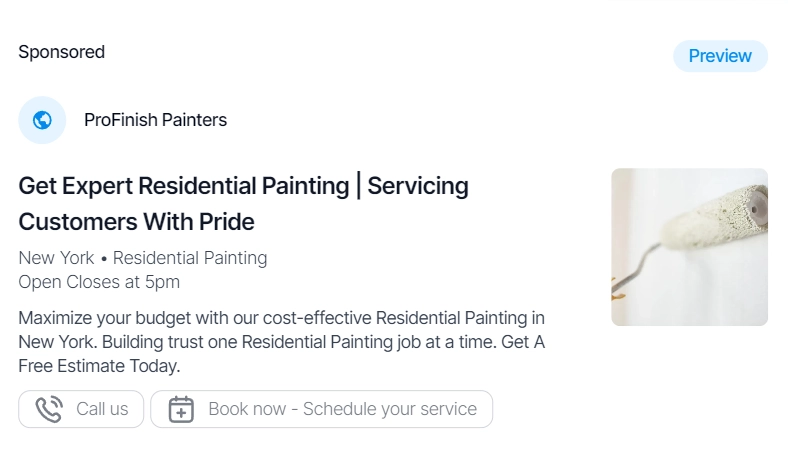 Sponsored
Preview
ProFinish Painters
Get Expert Residential Painting | Servicing
Customers With Pride
New York • Residential Painting
Open Closes at 5pm
Maximize your budget with our cost-effective Residential Painting in
New York. Building trust one Residential Painting job at a time. Get A
Free Estimate Today.
Call us
Book now - Schedule your service